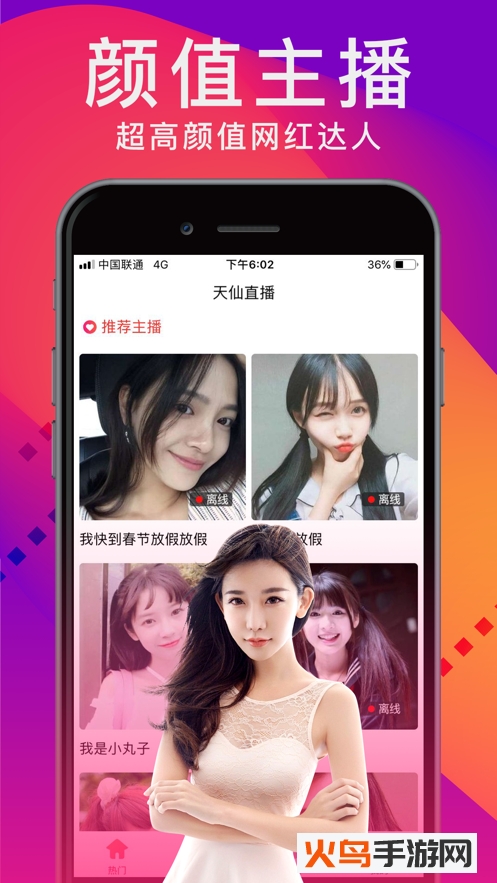 颜值主播
超高颜值网红达人
中国联通 4G 下午6:02 36%
天仙直播
推荐主播
离线 离线
我快到春节放假放假 放假
离线
我是小丸子
热门
火鸟手游网